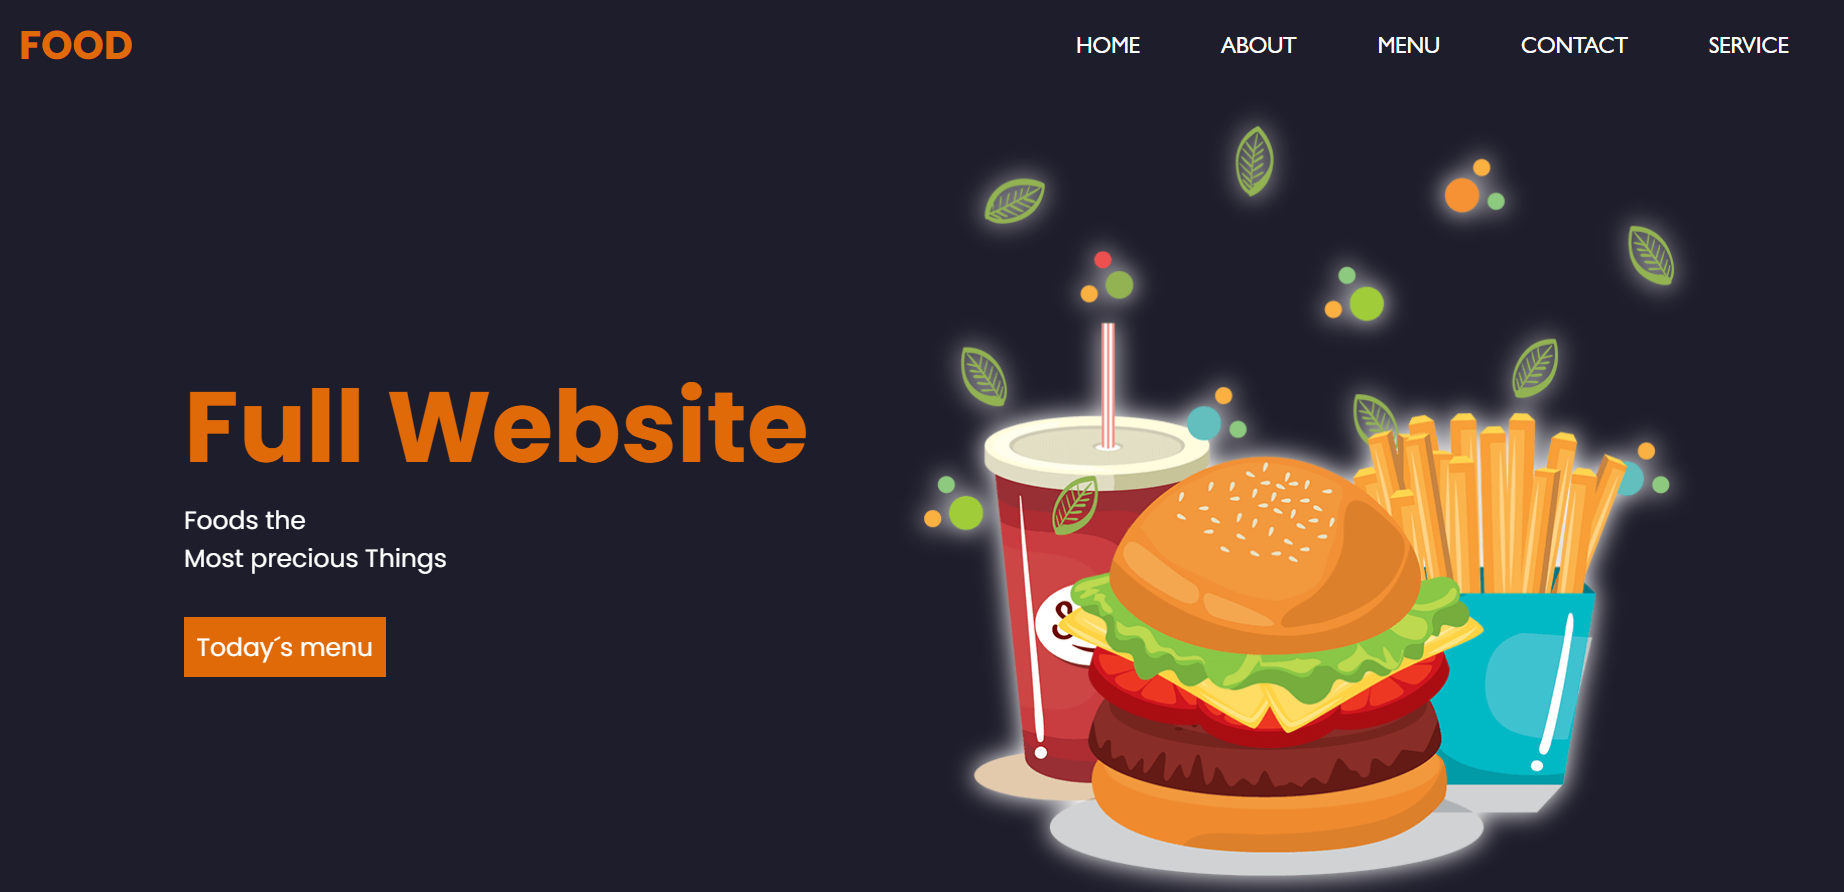 FOOD
HOME ABOUT MENU CONTACT SERVICE
Full Website
Foods the
Most precious Things
Today´s menu